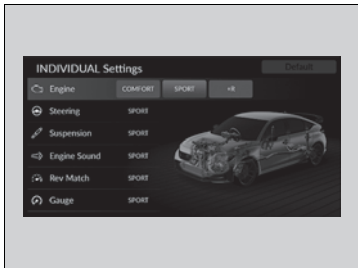 INDIVIDUAL Settings Default
Engine COMFORT SPORT +R
Steering SPORT
Suspension SPORT
Engine Sound SPORT
Rev Match SPORT
Gauge SPORT